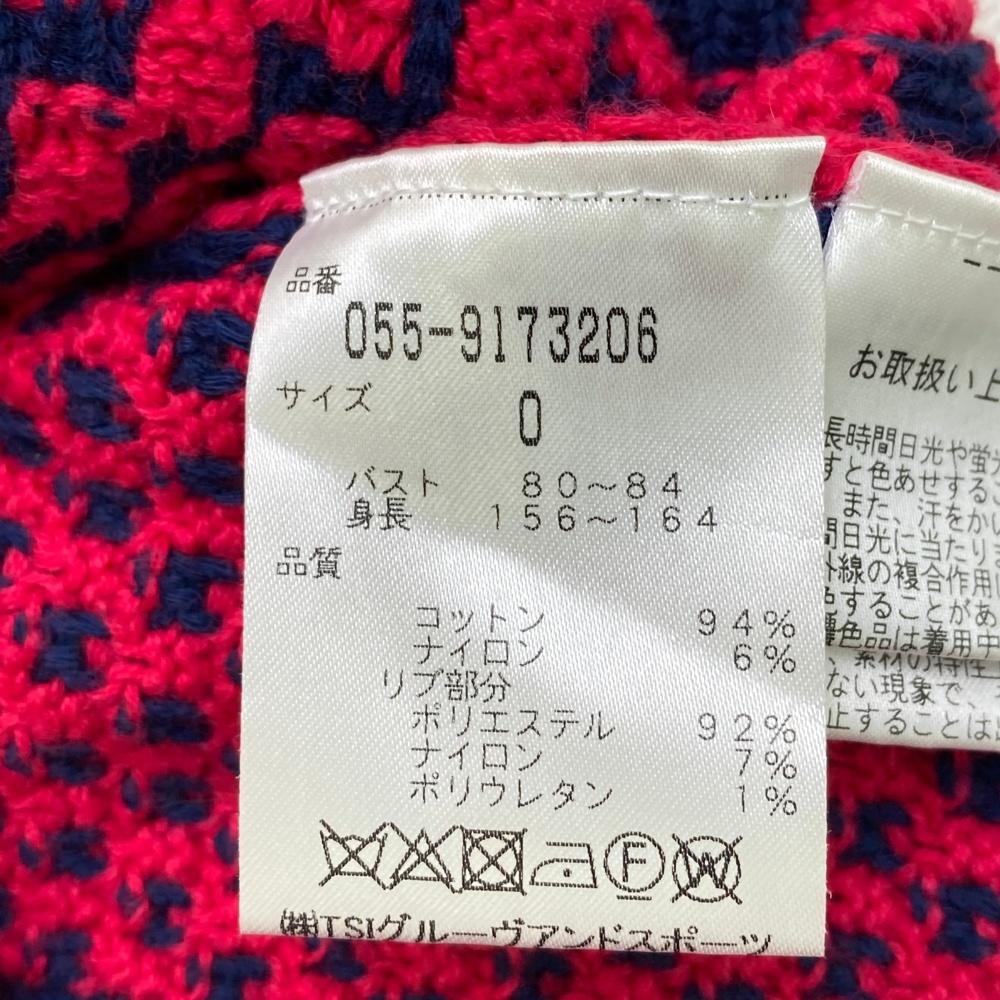 品番
055-9173206
サイズ
0
バスト 80～84
身長 156～164
品質
コットン 94%
ナイロン 6%
リブ部分
ポリエステル 92%
ナイロン 7%
ポリウレタン 1%
F W
㈱TSIグルーヴアンドスポーツ
お取扱い上
長時間日光や蛍
すと色あせする
また、汗をか
間日光に当たり
外線の複合作用
色することがあ
濃色品は着用中
、素材の特性
ない現象で、
止することは